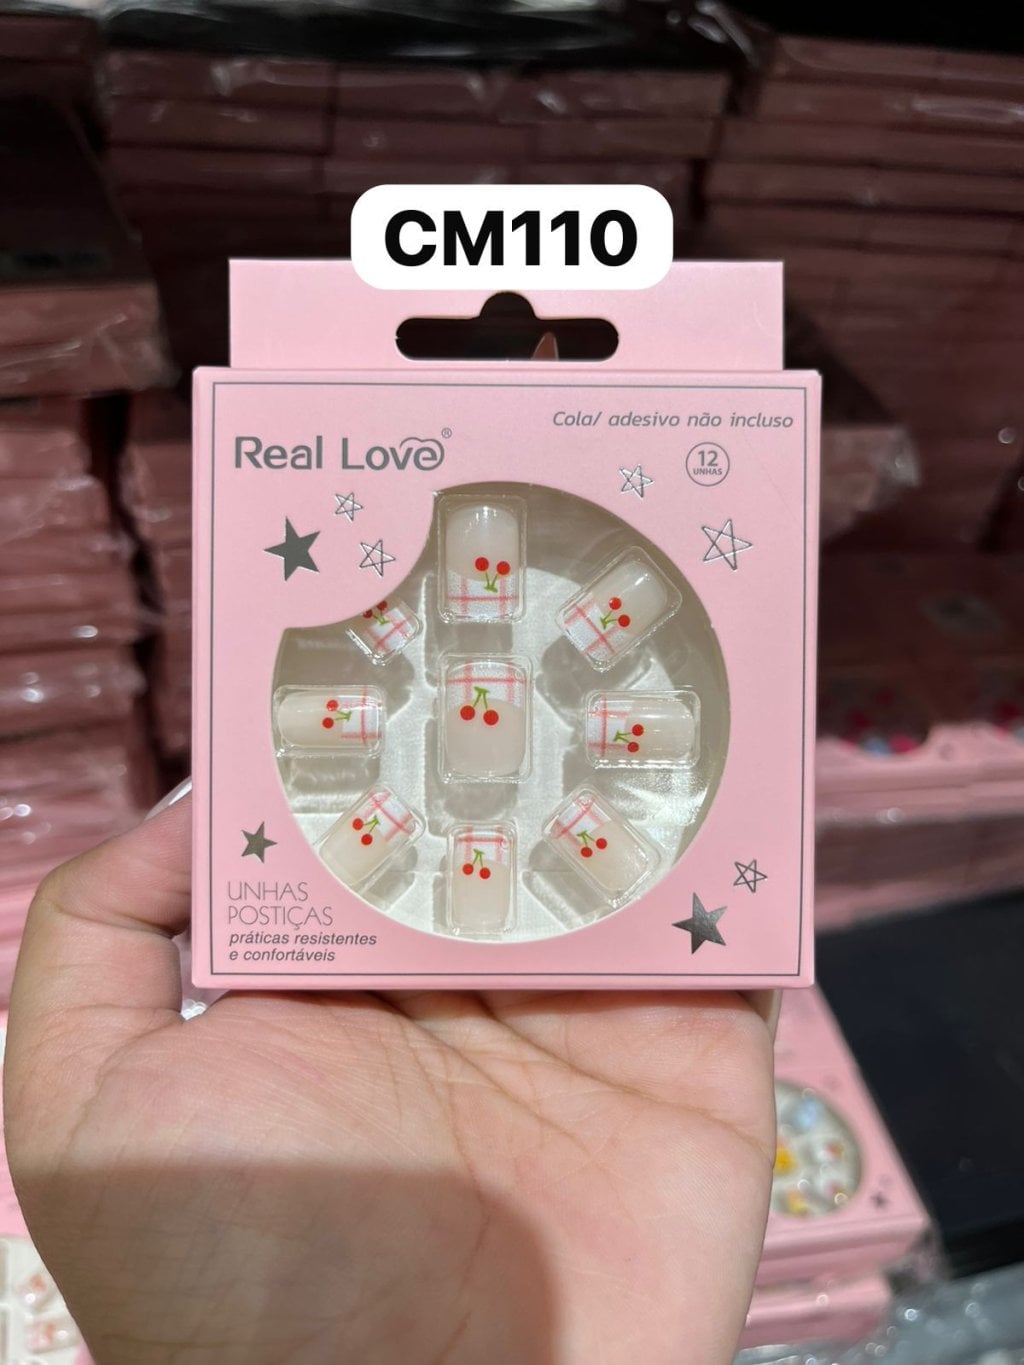 CM110
Cola/ adesivo não incluso
Real Love®
12
UNHAS
UNHAS
POSTIÇAS
práticas resistentes
e confortáveis